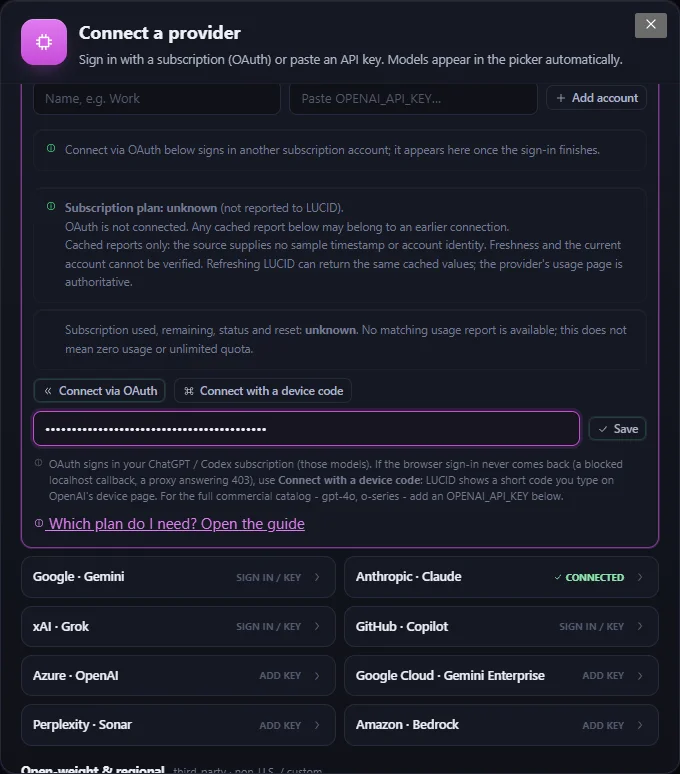 Connect a provider
Sign in with a subscription (OAuth) or paste an API key. Models appear in the picker automatically.
Name, e.g. Work
Paste OPENAI_API_KEY...
+ Add account
Connect via OAuth below signs in another subscription account; it appears here once the sign-in finishes.
Subscription plan: unknown (not reported to LUCID).
OAuth is not connected. Any cached report below may belong to an earlier connection.
Cached reports only: the source supplies no sample timestamp or account identity. Freshness and the current
account cannot be verified. Refreshing LUCID can return the same cached values; the provider's usage page is
authoritative.
Subscription used, remaining, status and reset: unknown. No matching usage report is available; this does not
mean zero usage or unlimited quota.
Connect via OAuth
Connect with a device code
Save
OAuth signs in your ChatGPT / Codex subscription (those models). If the browser sign-in never comes back (a blocked
localhost callback, a proxy answering 403), use Connect with a device code: LUCID shows a short code you type on
OpenAI's device page. For the full commercial catalog - gpt-4o, o-series - add an OPENAI_API_KEY below.
Which plan do I need? Open the guide
Google · Gemini SIGN IN / KEY
Anthropic · Claude ✓ CONNECTED
xAI · Grok SIGN IN / KEY
GitHub · Copilot SIGN IN / KEY
Azure · OpenAI ADD KEY
Google Cloud · Gemini Enterprise ADD KEY
Perplexity · Sonar ADD KEY
Amazon · Bedrock ADD KEY
Open-weight & regional third-party · non-U.S. / custom